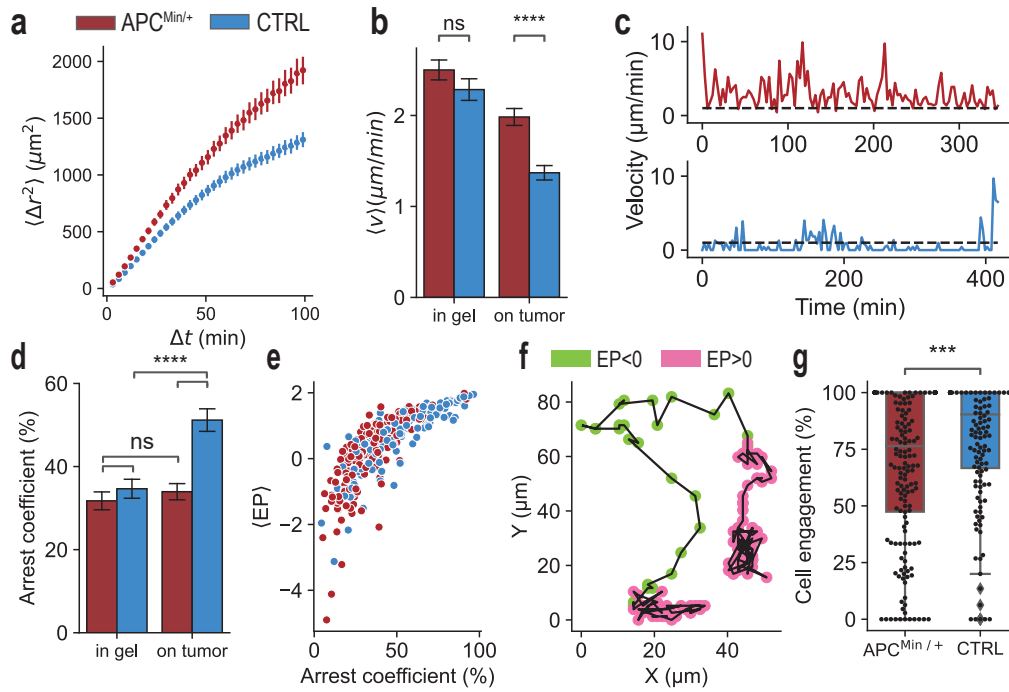 a APC^Min/+ CTRL
2000
1500
1000
500
0
⟨Δr²⟩ (μm²)
0 50 100
Δt (min)
b
ns ****
2
1
0
⟨v⟩(μm/min)
in gel on tumor
c
10
0
0 100 200 300
10
0
0 200 400
Velocity (μm/min)
Time (min)
d
****
ns
60
40
20
0
Arrest coefficient (%)
in gel on tumor
e
2
0
−2
−4
⟨EP⟩
0 50 100
Arrest coefficient (%)
f EP<0 EP>0
80
60
40
20
0
Y (μm)
0 20 40 60
X (μm)
g
***
100
75
50
25
0
Cell engagement (%)
APC^Min/+ CTRL